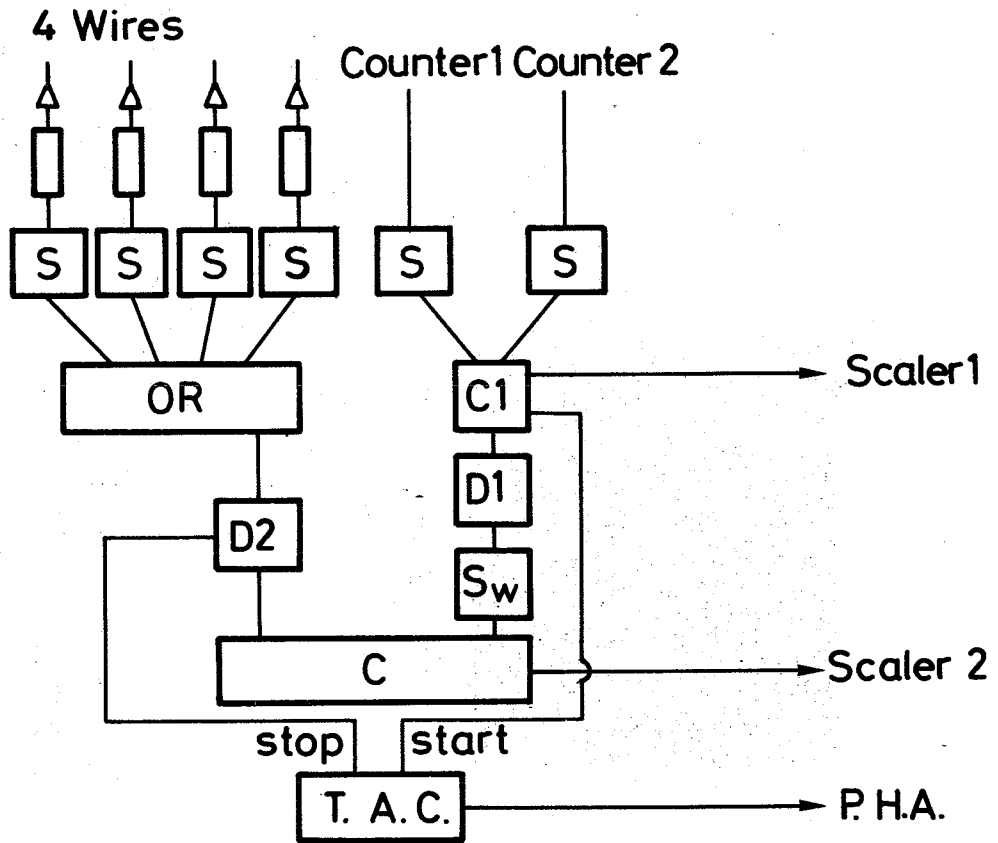 4 Wires
Counter1 Counter 2
S S S S S S
OR
C1
Scaler1
D1
D2
Sw
C
Scaler 2
stop start
T. A. C.
P. H.A.